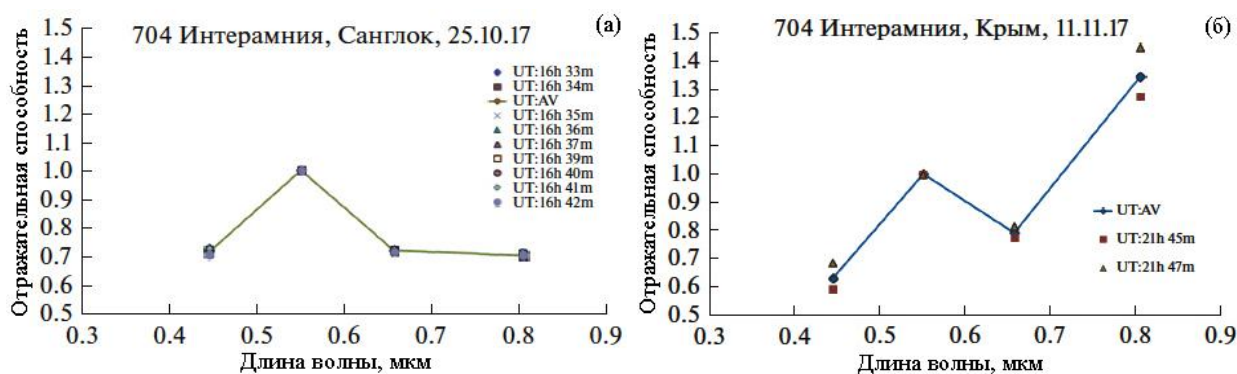 704 Интерамния, Санглок, 25.10.17
(а)
Отражательная способность
1.5
1.4
1.3
1.2
1.1
1.0
0.9
0.8
0.7
0.6
0.5
UT:16h 33m
UT:16h 34m
UT:AV
UT:16h 35m
UT:16h 36m
UT:16h 37m
UT:16h 39m
UT:16h 40m
UT:16h 41m
UT:16h 42m
0.3 0.4 0.5 0.6 0.7 0.8 0.9
Длина волны, мкм
704 Интерамния, Крым, 11.11.17
(б)
Отражательная способность
1.5
1.4
1.3
1.2
1.1
1.0
0.9
0.8
0.7
0.6
0.5
UT:AV
UT:21h 45m
UT:21h 47m
0.3 0.4 0.5 0.6 0.7 0.8 0.9
Длина волны, мкм